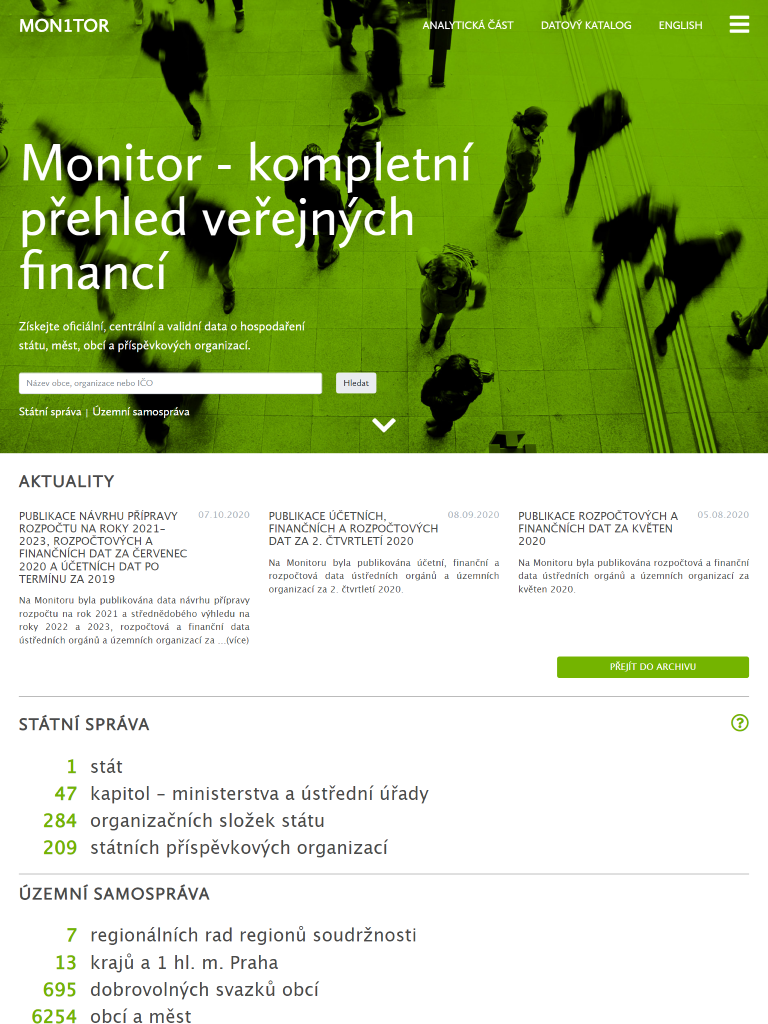 MON1TOR
ANALYTICKÁ ČÁST
DATOVÝ KATALOG
ENGLISH
Monitor - kompletní
přehled veřejných
financí
Získejte oficiální, centrální a validní data o hospodaření
státu, měst, obcí a příspěvkových organizací.
Název obce, organizace nebo IČO
Hledat
Státní správa | Územní samospráva
AKTUALITY
PUBLIKACE NÁVRHU PŘÍPRAVY
07.10.2020
ROZPOČTU NA ROKY 2021-
2023, ROZPOČTOVÝCH A
FINANČNÍCH DAT ZA ČERVENEC
2020 A ÚČETNÍCH DAT PO
TERMÍNU ZA 2019
Na Monitoru byla publikována data návrhu přípravy
rozpočtu na rok 2021 a střednědobého výhledu na
roky 2022 a 2023, rozpočtová a finanční data
ústředních orgánů a územních organizací za ...(více)
PUBLIKACE ÚČETNÍCH,
08.09.2020
FINANČNÍCH A ROZPOČTOVÝCH
DAT ZA 2. ČTVRTLETÍ 2020
Na Monitoru byla publikována účetní, finanční a
rozpočtová data ústředních orgánů a územních
organizací za 2. čtvrtletí 2020.
PUBLIKACE ROZPOČTOVÝCH A
05.08.2020
FINANČNÍCH DAT ZA KVĚTEN
2020
Na Monitoru byla publikována rozpočtová a finanční
data ústředních orgánů a územních organizací za
květen 2020.
PŘEJÍT DO ARCHIVU
STÁTNÍ SPRÁVA
?
1 stát
47 kapitol – ministerstva a ústřední úřady
284 organizačních složek státu
209 státních příspěvkových organizací
ÚZEMNÍ SAMOSPRÁVA
7 regionálních rad regionů soudržnosti
13 krajů a 1 hl. m. Praha
695 dobrovolných svazků obcí
6254 obcí a měst